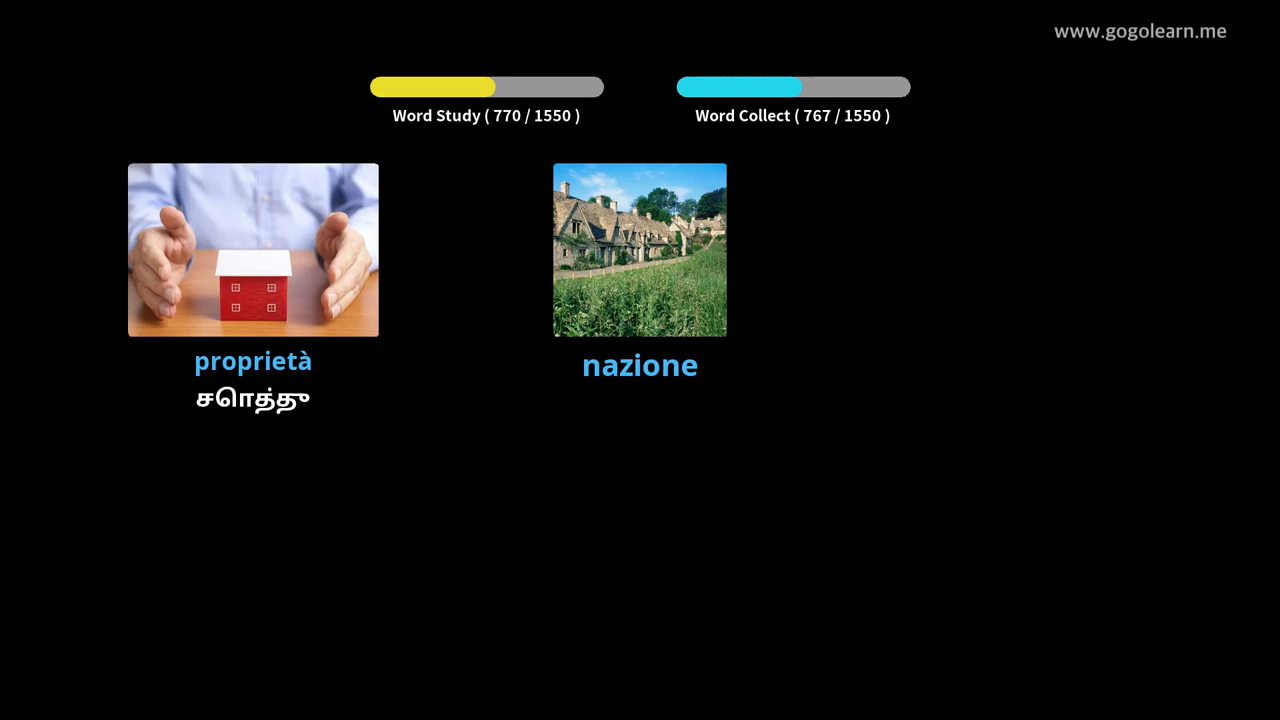 www.gogolearn.me
Word Study ( 770 / 1550 )
Word Collect ( 767 / 1550 )
proprietà
சொத்து
nazione